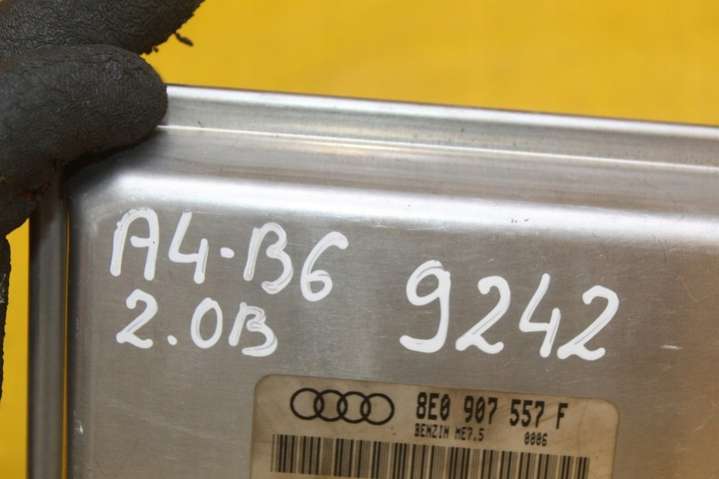 A4-B6
2.0B
9242
8E0 907 557 F
BENZIN ME7.5 0006